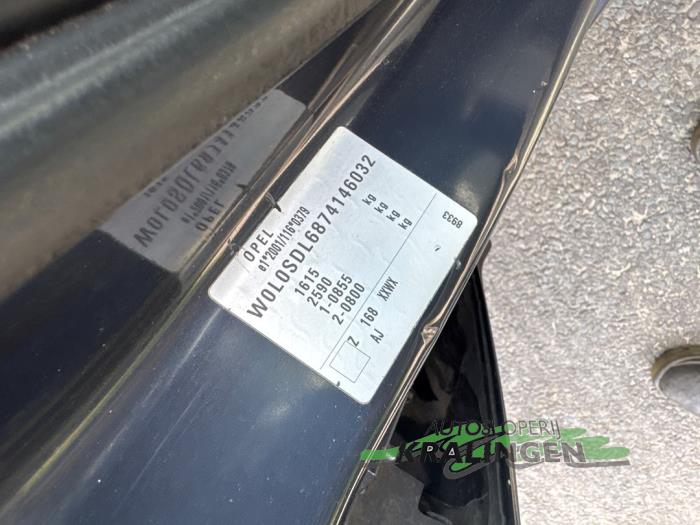 OPEL
e1*2001/116*0379
W0L0SDL6874146032
1615 kg
2590 kg
1-0855 kg
2-0800 kg
8933
Z 168 XXWX
AJ
AUTOSLOPERIJ
KRALINGEN